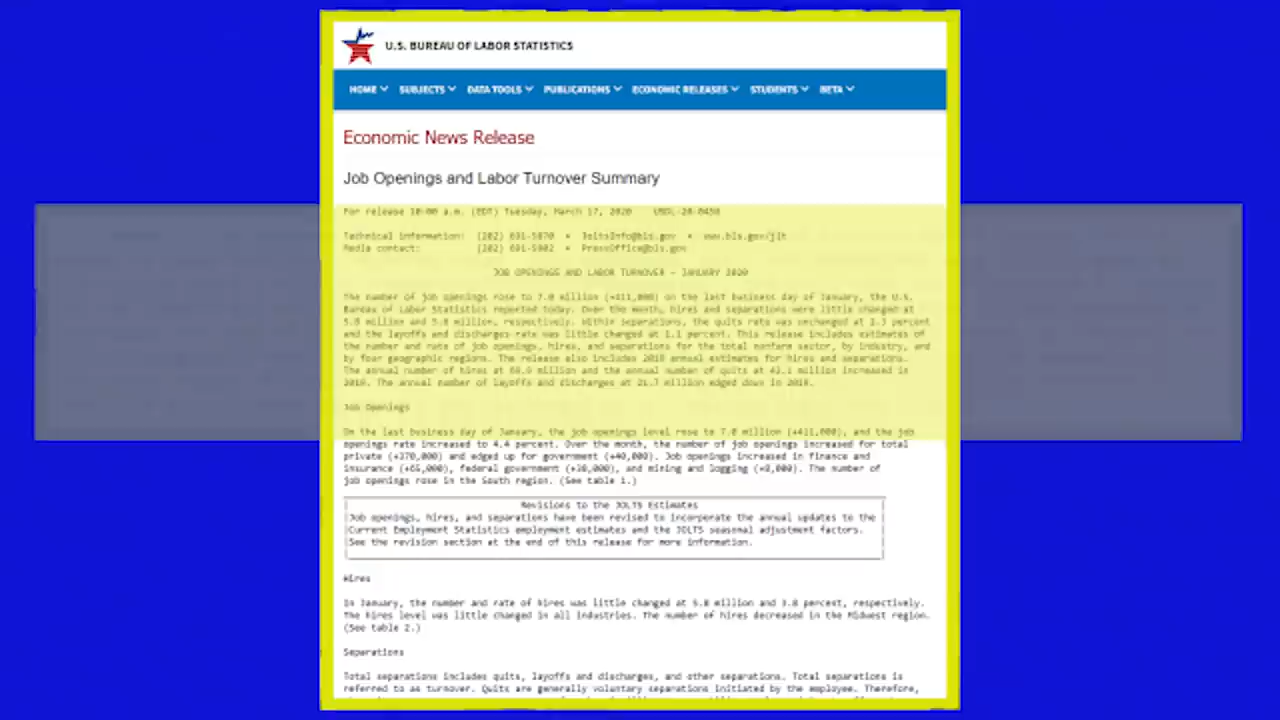 U.S. BUREAU OF LABOR STATISTICS
HOME SUBJECTS DATA TOOLS PUBLICATIONS ECONOMIC RELEASES STUDENTS BETA
Economic News Release
Job Openings and Labor Turnover Summary
For release 10:00 a.m. (EDT) Tuesday, March 17, 2020
Technical information: (202) 691-5870 • JoltsInfo@bls.gov • www.bls.gov/jlt
Media contact: (202) 691-5902 • PressOffice@bls.gov
JOB OPENINGS AND LABOR TURNOVER – JANUARY 2020
The number of job openings rose to 7.0 million (+411,000) on the last business day of January, the U.S.
Bureau of Labor Statistics reported today. Over the month, hires and separations were little changed at
5.8 million and 5.8 million, respectively. Within separations, the quits rate was unchanged at 2.3 percent
and the layoffs and discharges rate was little changed at 1.1 percent. This release includes estimates of
the number and rate of job openings, hires, and separations for the total nonfarm sector, by industry, and
by four geographic regions. The release also includes annual estimates for hires and separations.
The annual number of hires at million and the annual number of quits at 42.1 million increased in
The annual number of layoffs and discharges at 21.7 million edged down in
Job Openings
On the last business day of January, the job openings level rose to 7.0 million (+411,000), and the job
openings rate increased to 4.4 percent. Over the month, the number of job openings increased for total
private (+370,000) and edged up for government (+40,000). Job openings increased in finance and
insurance (+65,000), federal government and mining and logging The number of
job openings rose in the South region. (See table 1.)
Revisions to the JOLTS Estimates
Job openings, hires, and separations have been revised to incorporate the annual updates to the
Current Employment Statistics employment estimates and the JOLTS seasonal adjustment factors.
See the revision section at the end of this release for more information.
Hires
In January, the number and rate of hires was little changed at 5.8 million and 3.8 percent, respectively.
The hires level was little changed in all industries. The number of hires decreased in the Midwest region.
(See table 2.)
Separations
Total separations includes quits, layoffs and discharges, and other separations. Total separations is
referred to as turnover. Quits are generally voluntary separations initiated by the employee. Therefore,